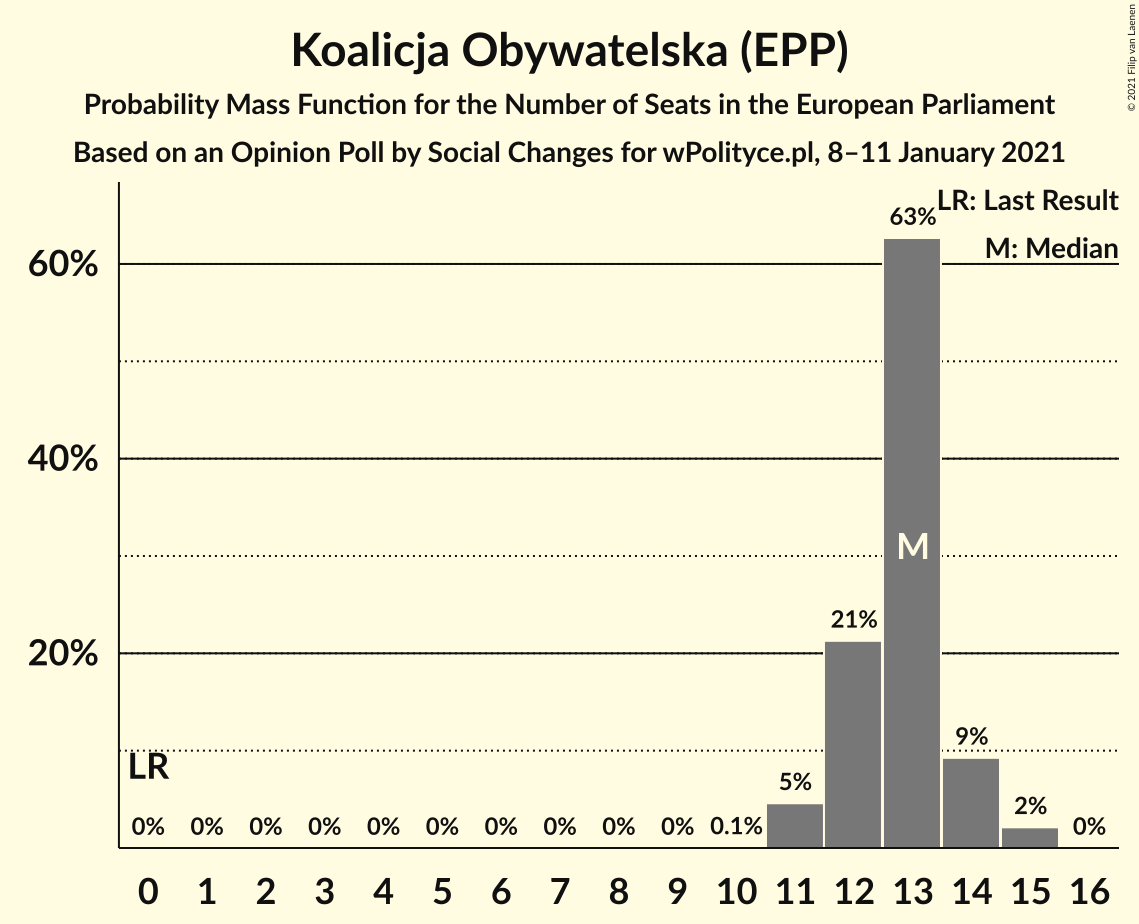 Koalicja Obywatelska (EPP)
Probability Mass Function for the Number of Seats in the European Parliament
Based on an Opinion Poll by Social Changes for wPolityce.pl, 8–11 January 2021
© 2021 Filip van Laenen
LR: Last Result
M: Median
63%
60%
40%
M
21%
20%
9%
LR
5%
2%
0% 0% 0% 0% 0% 0% 0% 0% 0% 0% 0.1% 0%
0 1 2 3 4 5 6 7 8 9 10 11 12 13 14 15 16